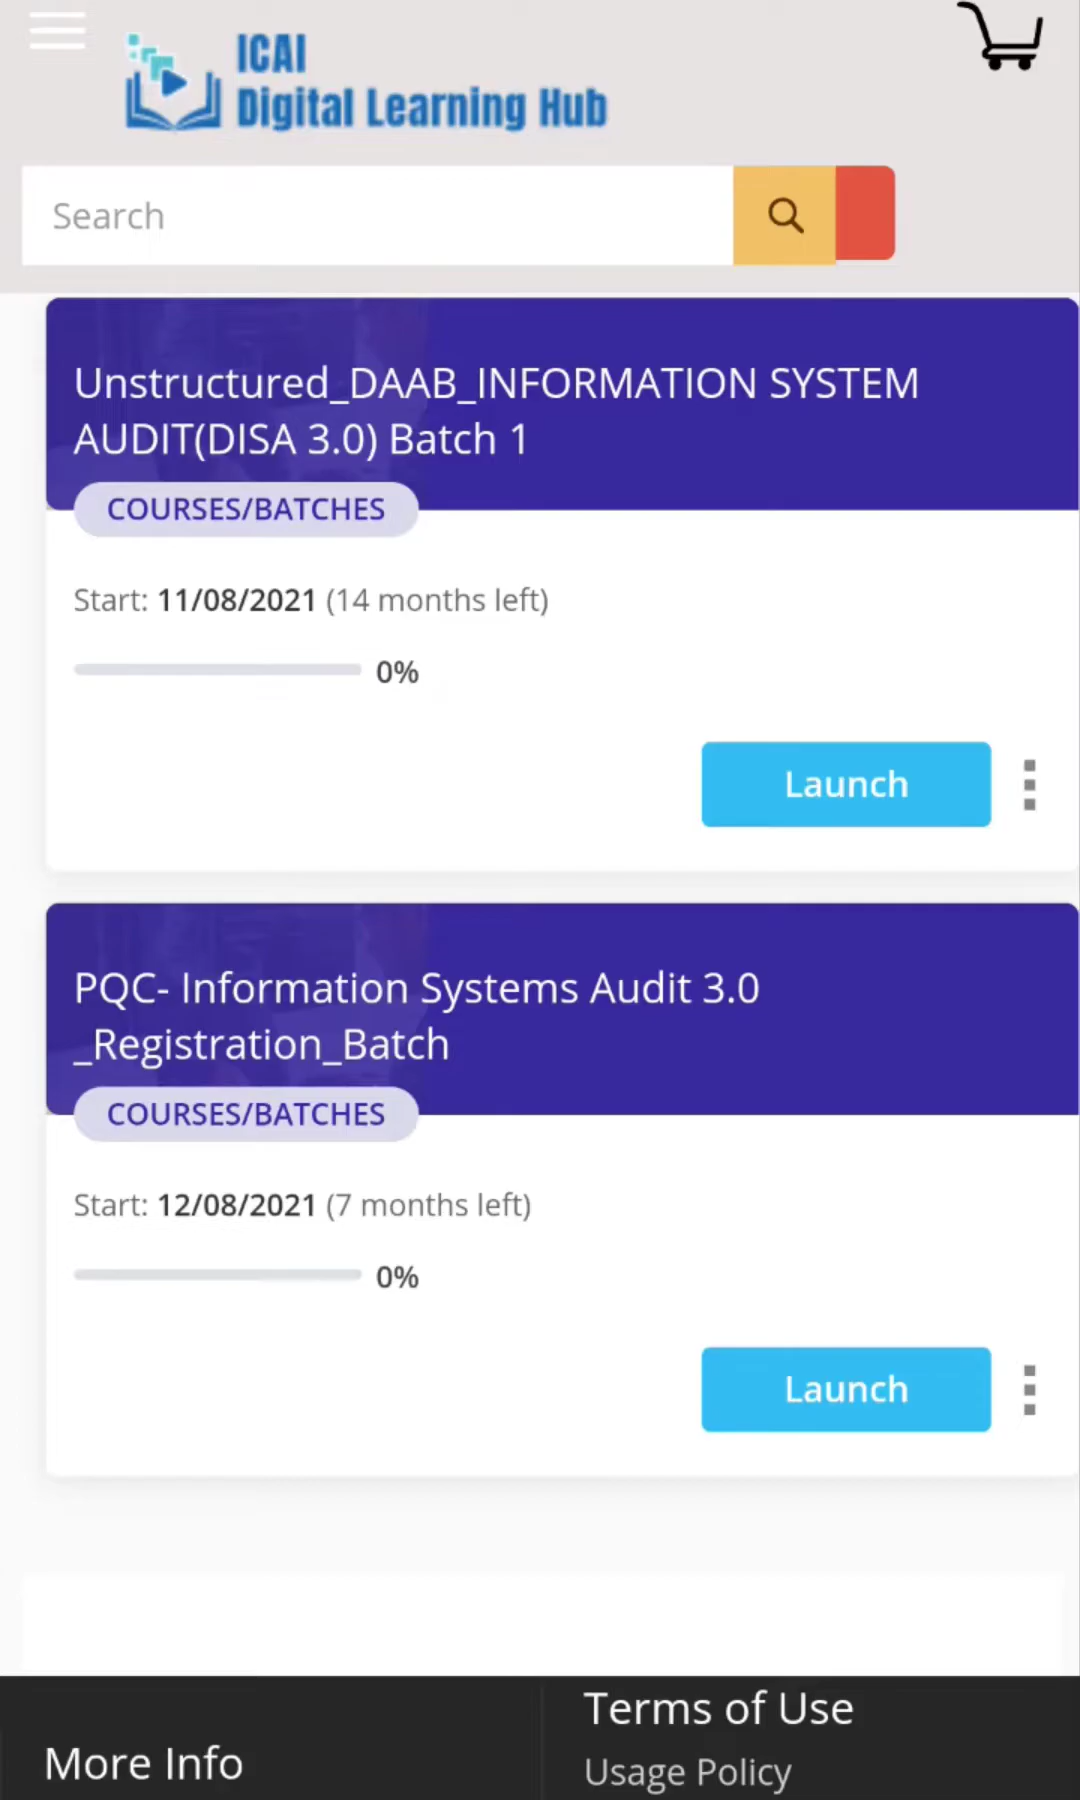 ICAI
Digital Learning Hub
Search
Unstructured_DAAB_INFORMATION SYSTEM
AUDIT(DISA 3.0) Batch 1
COURSES/BATCHES
Start: 11/08/2021 (14 months left)
0%
Launch
PQC- Information Systems Audit 3.0
_Registration_Batch
COURSES/BATCHES
Start: 12/08/2021 (7 months left)
0%
Launch
More Info
Terms of Use
Usage Policy